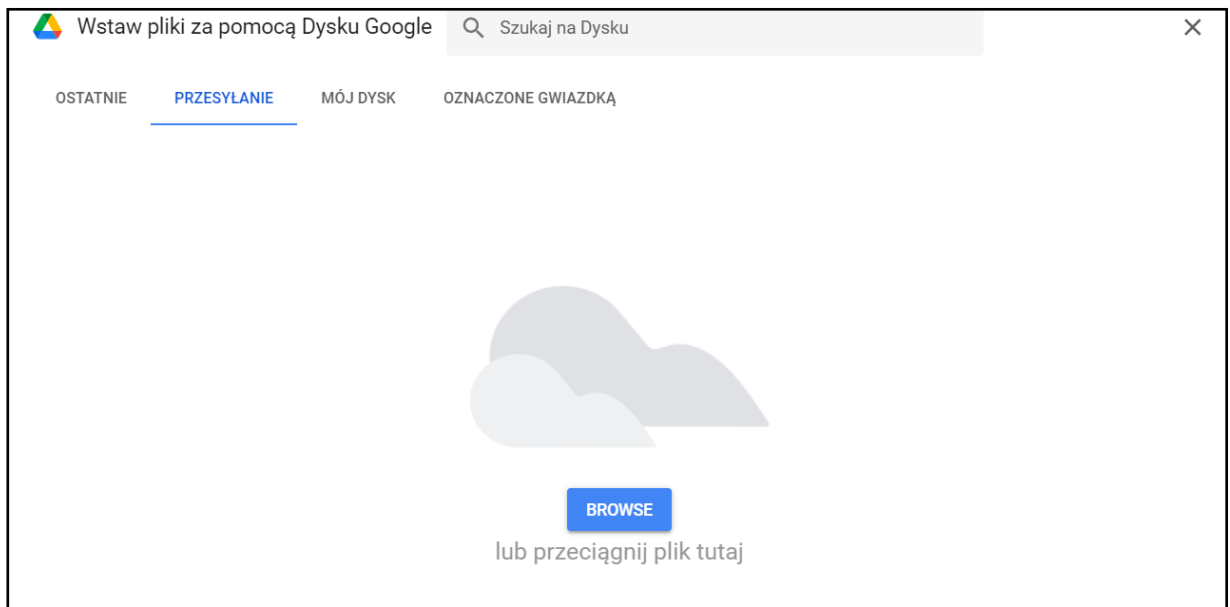 Wstaw pliki za pomocą Dysku Google
Szukaj na Dysku
OSTATNIE PRZESYŁANIE MÓJ DYSK OZNACZONE GWIAZDKĄ
BROWSE
lub przeciągnij plik tutaj